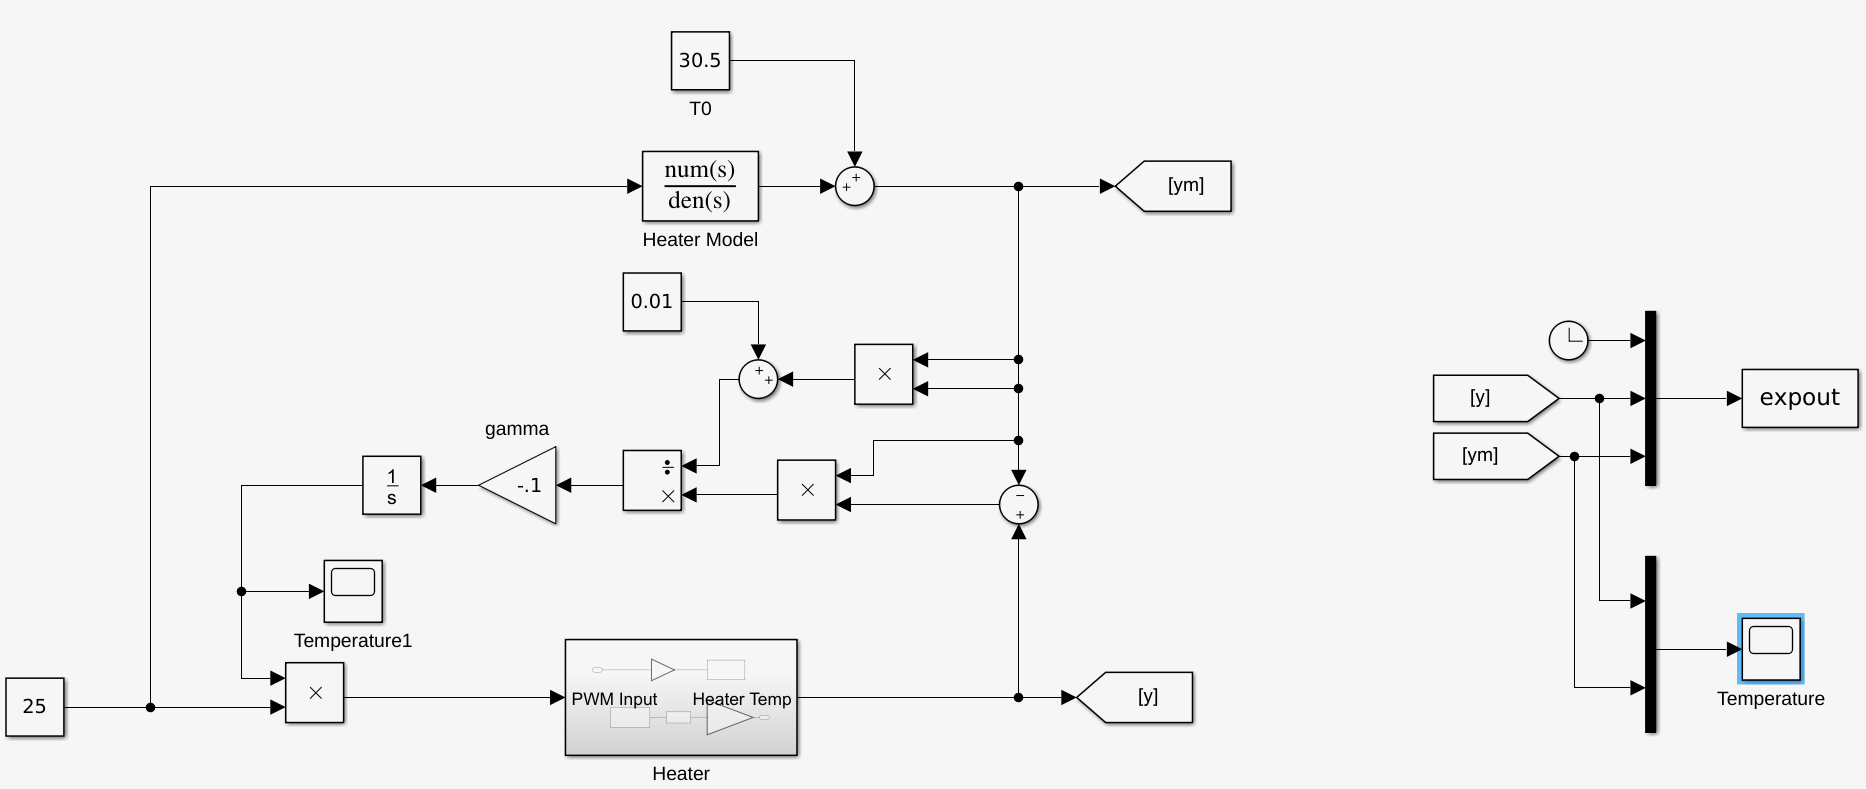 30.5
T0
num(s)
den(s)
Heater Model
+
+
[ym]
0.01
+
+
×
gamma
1
s
-.1
÷
×
×
−
+
Temperature1
25
×
PWM Input
Heater Temp
Heater
[y]
[y]
[ym]
expout
Temperature